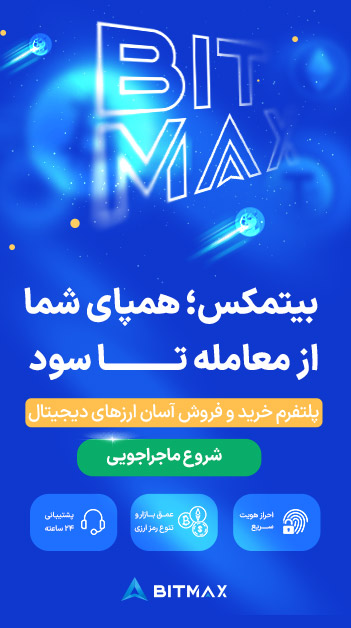 BIT
MAX
بیتمکس؛ همپای شما
از معامله تـــــا سود
پلتفرم خرید و فروش آسان ارزهای دیجیتال
شروع ماجراجویی
احراز هویت
سریع
عمق بازار و
تنوع رمز ارزی
پشتیبانی
۲۴ ساعته
BITMAX